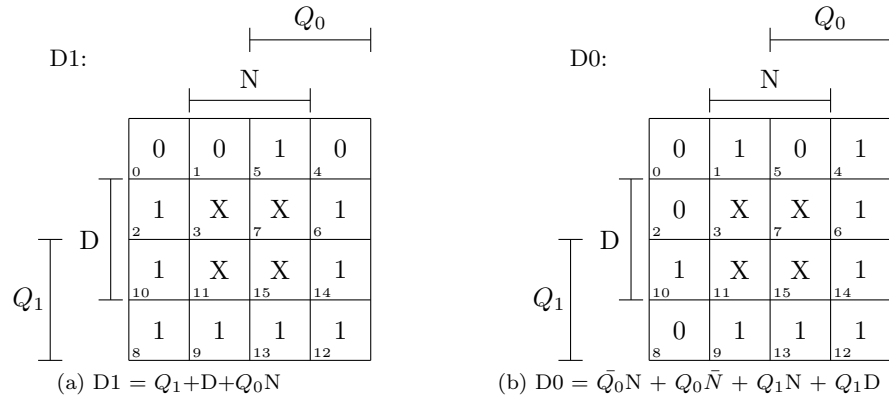 Q₀ Q₀
D1: D0:
N N
0 0 1 0 0 1 0 1
0 1 5 4 0 1 5 4
1 X X 1 0 X X 1
2 3 7 6 2 3 7 6
D D
1 X X 1 1 X X 1
10 11 15 14 10 11 15 14
Q₁ Q₁
1 1 1 1 0 1 1 1
8 9 13 12 8 9 13 12
(a) D1 = Q₁+D+Q₀N (b) D0 = Q̄₀N + Q₀N̄ + Q₁N + Q₁D